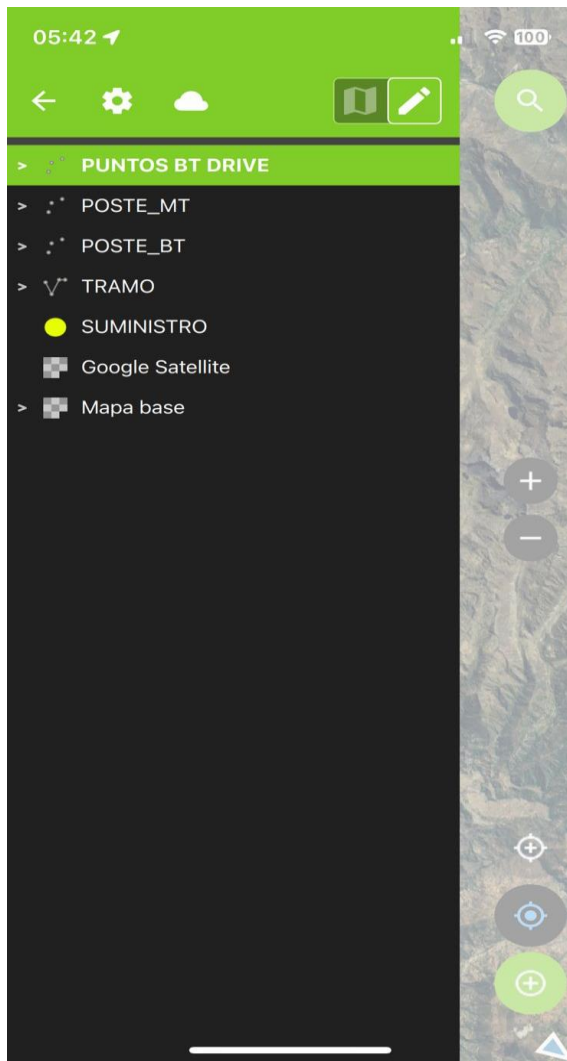 05:42
100
PUNTOS BT DRIVE
POSTE_MT
POSTE_BT
TRAMO
SUMINISTRO
Google Satellite
Mapa base